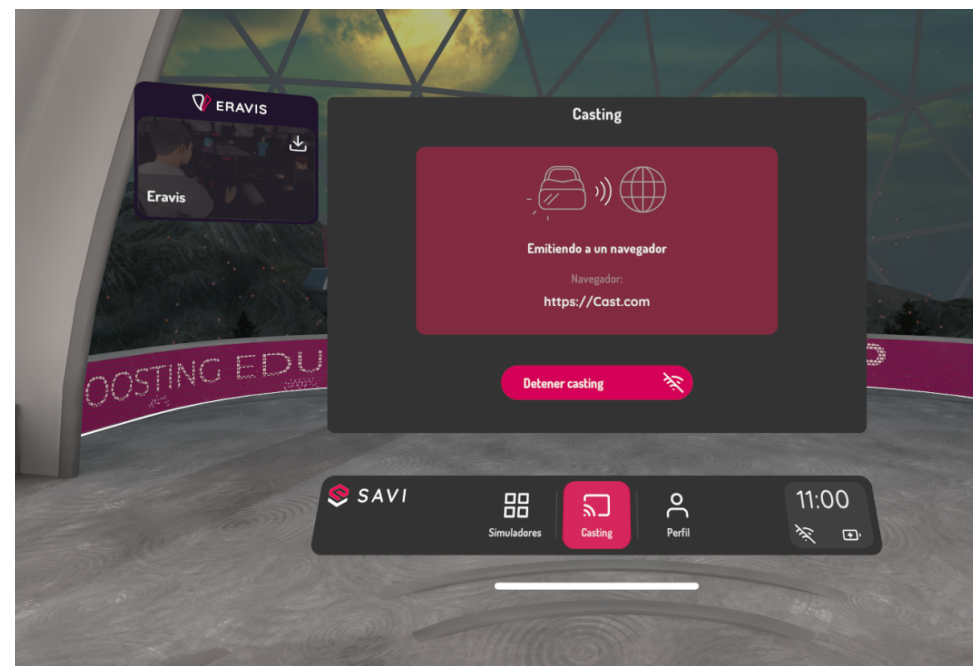 ERAVIS
Eravis
Casting
Emitiendo a un navegador
Navegador:
https://Cast.com
Detener casting
OOSTING EDU
SAVI
Simuladores
Casting
Perfil
11:00